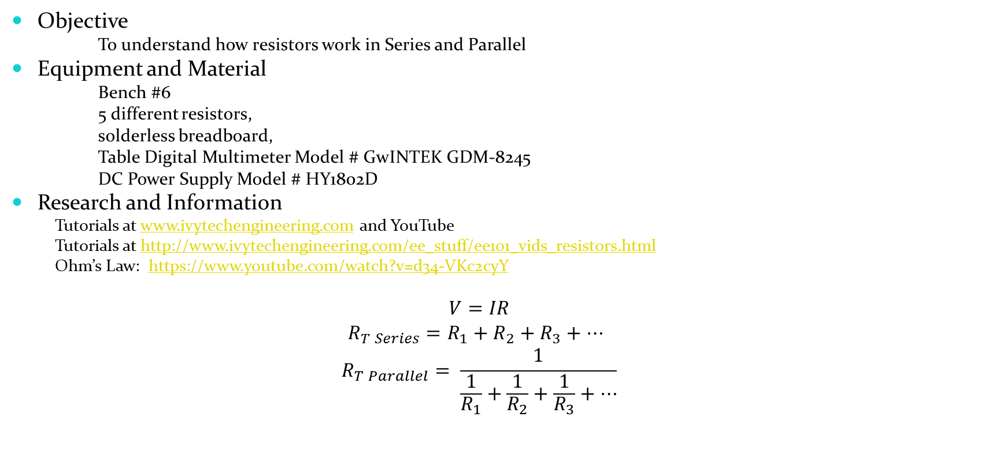 • Objective
To understand how resistors work in Series and Parallel
• Equipment and Material
Bench #6
5 different resistors,
solderless breadboard,
Table Digital Multimeter Model # GwINTEK GDM-8245
DC Power Supply Model # HY1802D
• Research and Information
Tutorials at www.ivytechengineering.com and YouTube
Tutorials at http://www.ivytechengineering.com/ee_stuff/ee101_vids_resistors.html
Ohm’s Law: https://www.youtube.com/watch?v=d34-VKc2cyY
V = IR
R_{T Series} = R_1 + R_2 + R_3 + ⋯
R_{T Parallel} = \frac{1}{\frac{1}{R_1} + \frac{1}{R_2} + \frac{1}{R_3} + ⋯}